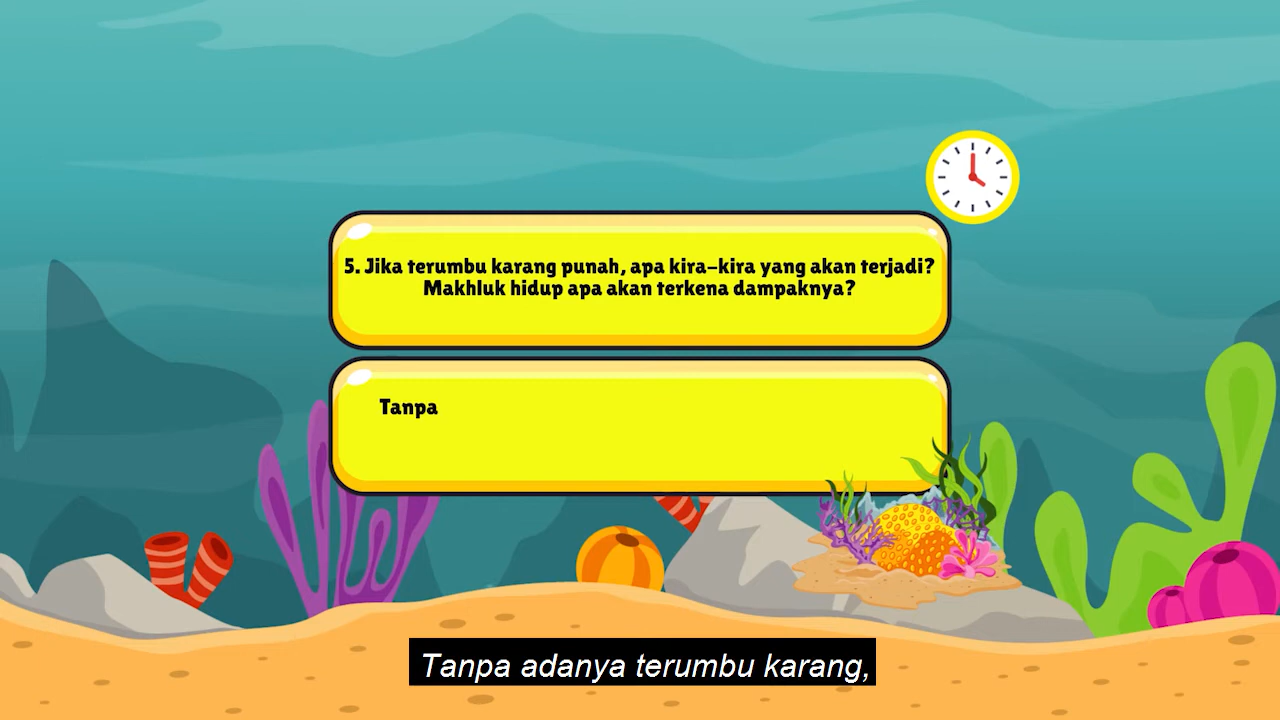 5. Jika terumbu karang punah, apa kira-kira yang akan terjadi?
Makhluk hidup apa akan terkena dampaknya?
Tanpa
Tanpa adanya terumbu karang,